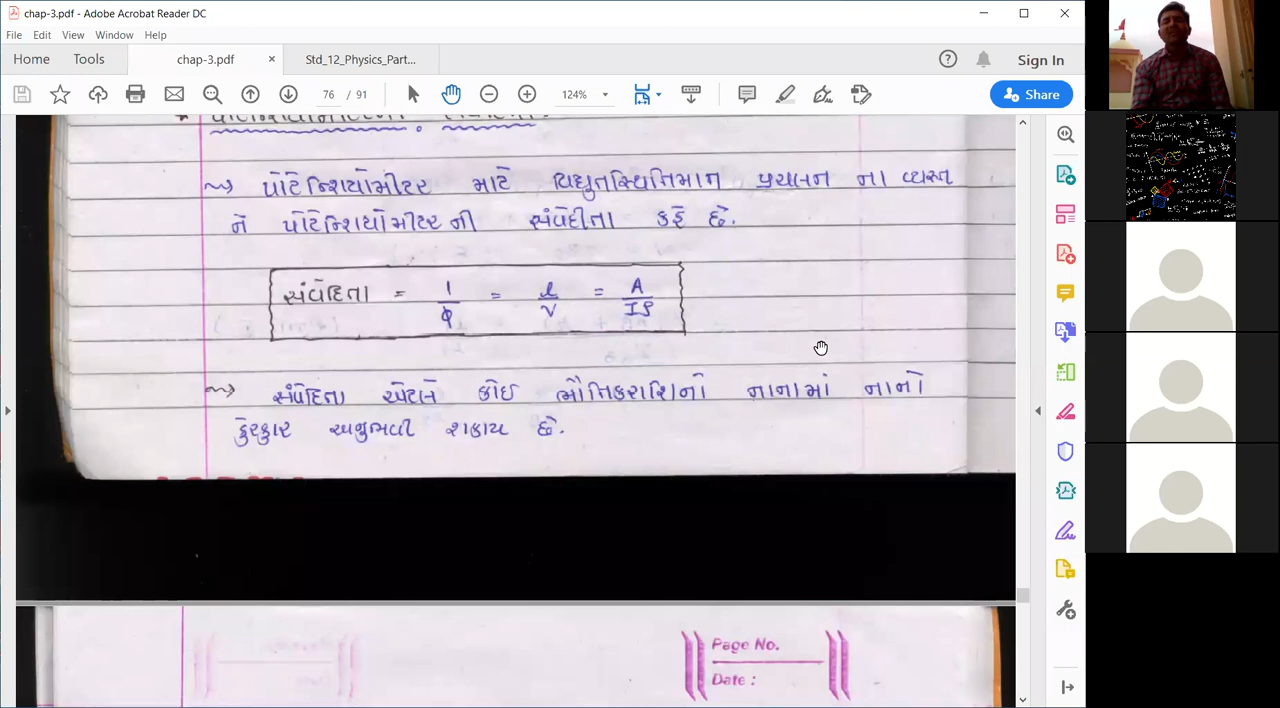 chap-3.pdf - Adobe Acrobat Reader DC
File Edit View Window Help
Home Tools chap-3.pdf × Std_12_Physics_Part... Sign In
76 / 91 124% Share
પોટેન્શિયોમીટર માટે વિદ્યુતસ્થિતિમાન પ્રચલન ના વ્યસ્ત
ને પોટેન્શિયોમીટર ની સંવેદીતા કહે છે.
સંવેદિતા = 1/ϕ = l/V = A/Iρ
સંવેદિતા એટલે કોઇ ભૌતિકરાશિનો નાનામાં નાનો
ફેરફાર અનુભવી શકાય છે.
Page No.
Date :